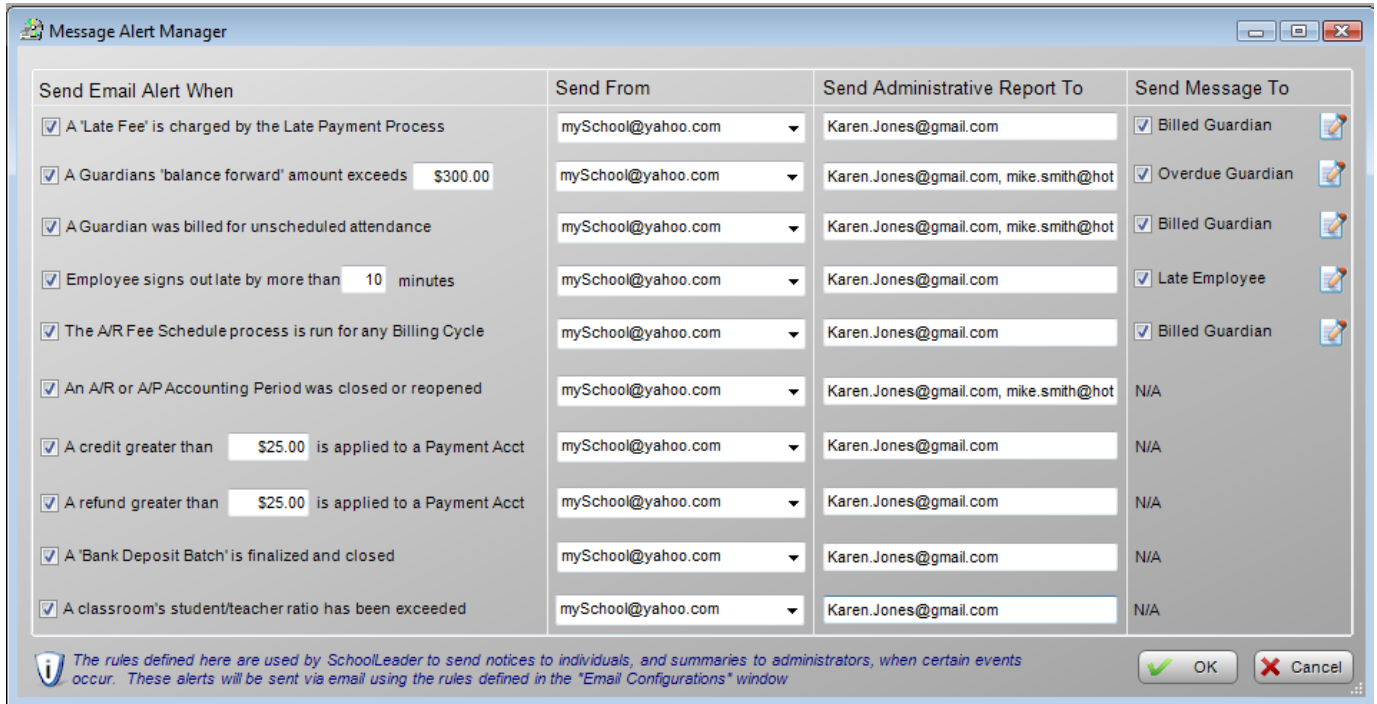 Message Alert Manager
Send Email Alert When Send From Send Administrative Report To Send Message To
A 'Late Fee' is charged by the Late Payment Process mySchool@yahoo.com Karen.Jones@gmail.com Billed Guardian
A Guardians 'balance forward' amount exceeds $300.00 mySchool@yahoo.com Karen.Jones@gmail.com, mike.smith@hot Overdue Guardian
A Guardian was billed for unscheduled attendance mySchool@yahoo.com Karen.Jones@gmail.com, mike.smith@hot Billed Guardian
Employee signs out late by more than 10 minutes mySchool@yahoo.com Karen.Jones@gmail.com Late Employee
The A/R Fee Schedule process is run for any Billing Cycle mySchool@yahoo.com Karen.Jones@gmail.com Billed Guardian
An A/R or A/P Accounting Period was closed or reopened mySchool@yahoo.com Karen.Jones@gmail.com, mike.smith@hot N/A
A credit greater than $25.00 is applied to a Payment Acct mySchool@yahoo.com Karen.Jones@gmail.com N/A
A refund greater than $25.00 is applied to a Payment Acct mySchool@yahoo.com Karen.Jones@gmail.com N/A
A 'Bank Deposit Batch' is finalized and closed mySchool@yahoo.com Karen.Jones@gmail.com N/A
A classroom's student/teacher ratio has been exceeded mySchool@yahoo.com Karen.Jones@gmail.com N/A
The rules defined here are used by SchoolLeader to send notices to individuals, and summaries to administrators, when certain events
occur. These alerts will be sent via email using the rules defined in the "Email Configurations" window
OK Cancel